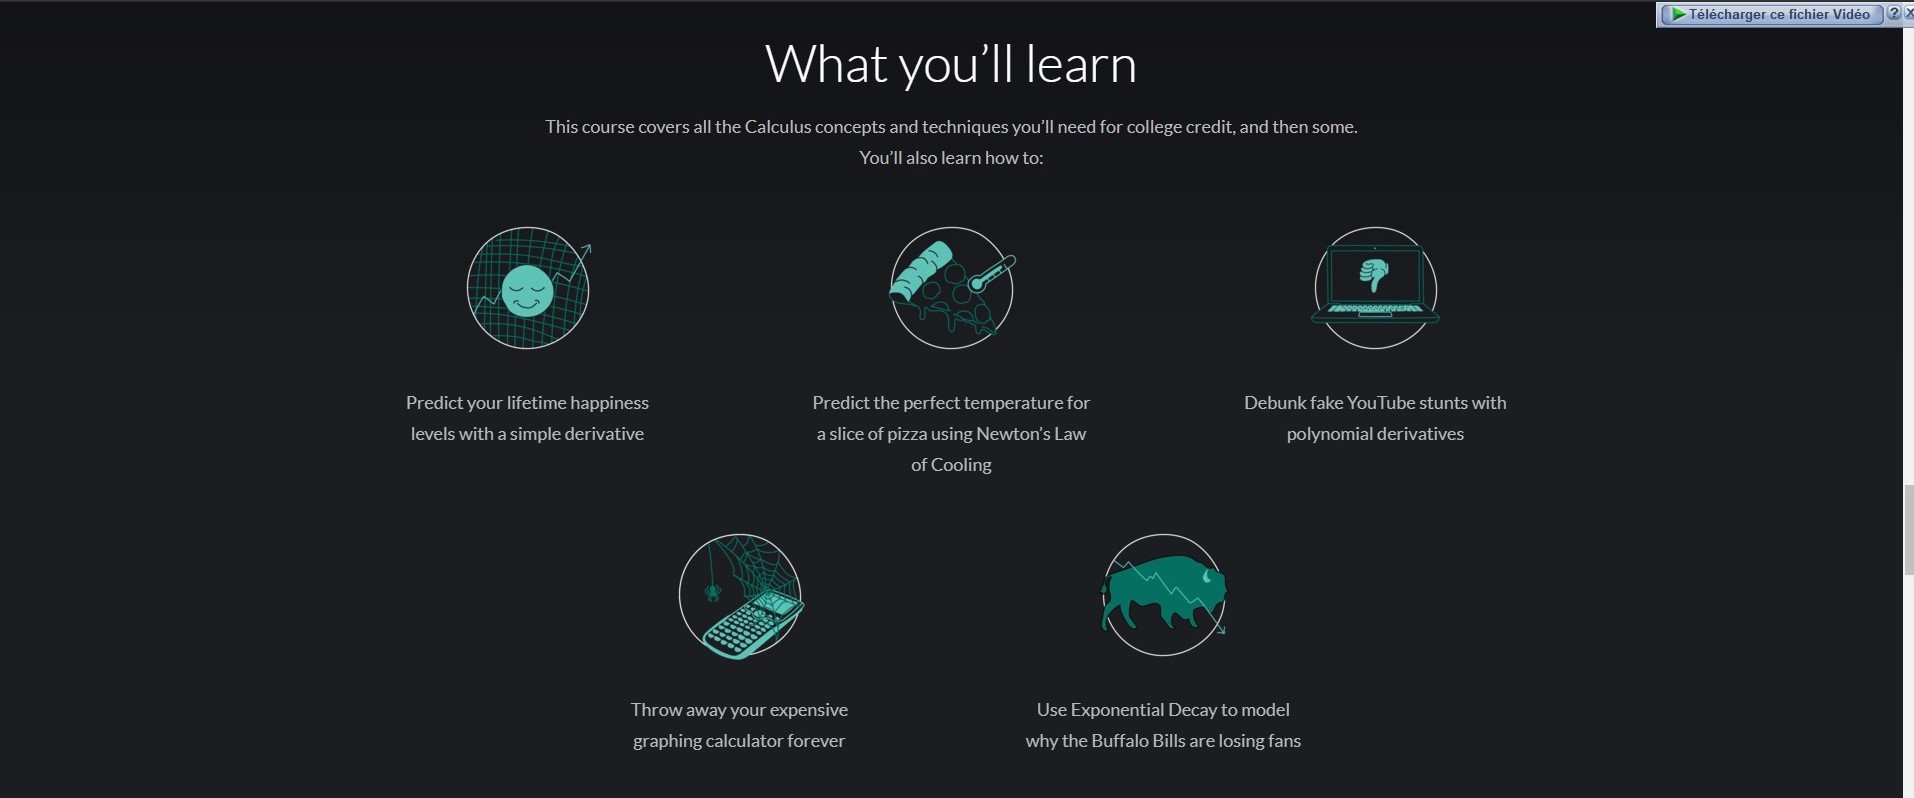 Télécharger ce fichier Vidéo ? X
What you’ll learn
This course covers all the Calculus concepts and techniques you’ll need for college credit, and then some.
You’ll also learn how to:
Predict your lifetime happiness
levels with a simple derivative
Predict the perfect temperature for
a slice of pizza using Newton’s Law
of Cooling
Debunk fake YouTube stunts with
polynomial derivatives
Throw away your expensive
graphing calculator forever
Use Exponential Decay to model
why the Buffalo Bills are losing fans